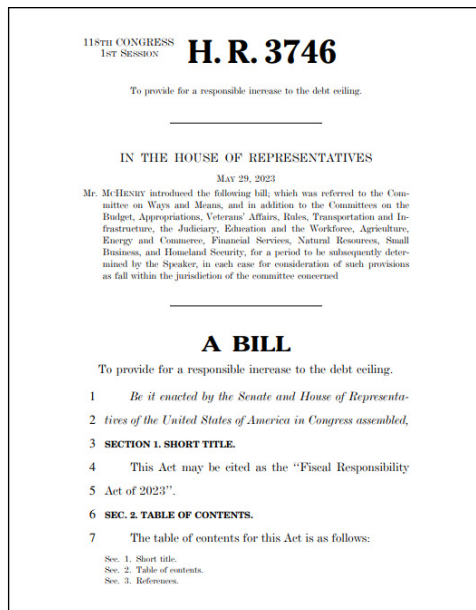 118TH CONGRESS
1ST SESSION
H. R. 3746
To provide for a responsible increase to the debt ceiling.
IN THE HOUSE OF REPRESENTATIVES
MAY 29, 2023
Mr. MCHENRY introduced the following bill; which was referred to the Com-
mittee on Ways and Means, and in addition to the Committees on the
Budget, Appropriations, Veterans' Affairs, Rules, Transportation and In-
frastructure, the Judiciary, Education and the Workforce, Agriculture,
Energy and Commerce, Financial Services, Natural Resources, Small
Business, and Homeland Security, for a period to be subsequently deter-
mined by the Speaker, in each case for consideration of such provisions
as fall within the jurisdiction of the committee concerned
A BILL
To provide for a responsible increase to the debt ceiling.
1 Be it enacted by the Senate and House of Representa-
2 tives of the United States of America in Congress assembled,
3 SECTION 1. SHORT TITLE.
4 This Act may be cited as the ‘‘Fiscal Responsibility
5 Act of 2023’’.
6 SEC. 2. TABLE OF CONTENTS.
7 The table of contents for this Act is as follows:
Sec. 1. Short title.
Sec. 2. Table of contents.
Sec. 3. References.